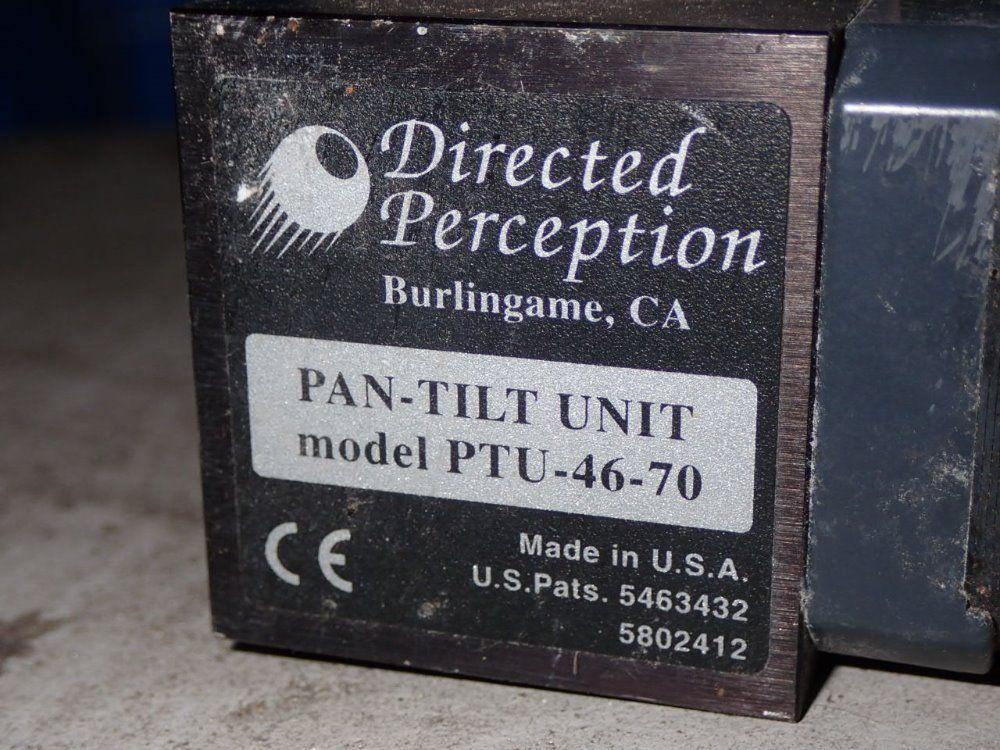 Directed
Perception
Burlingame, CA
PAN-TILT UNIT
model PTU-46-70
CE
Made in U.S.A.
U.S.Pats. 5463432
5802412